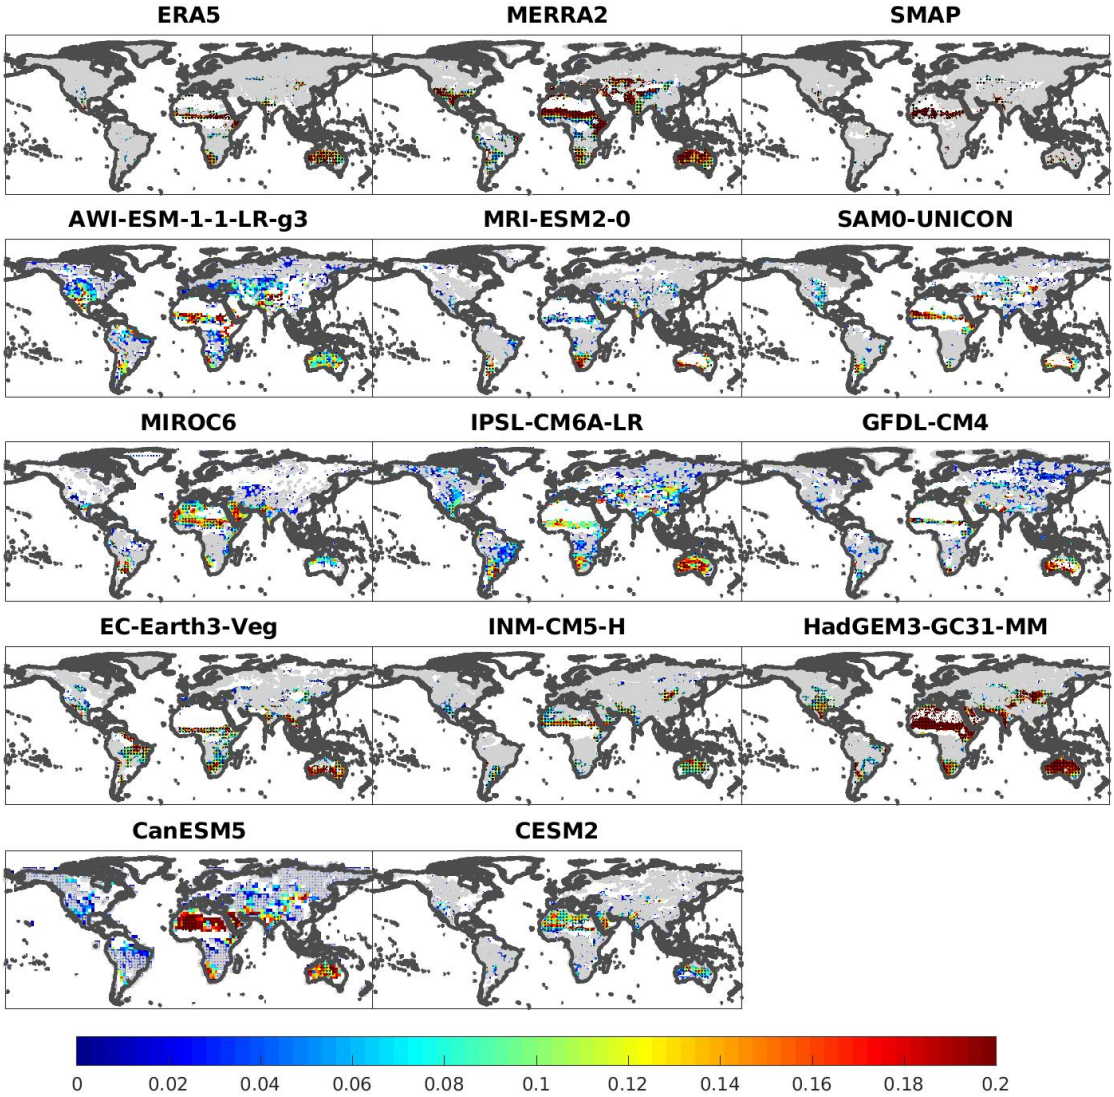 ERA5 MERRA2 SMAP
AWI-ESM-1-1-LR-g3 MRI-ESM2-0 SAM0-UNICON
MIROC6 IPSL-CM6A-LR GFDL-CM4
EC-Earth3-Veg INM-CM5-H HadGEM3-GC31-MM
CanESM5 CESM2
0 0.02 0.04 0.06 0.08 0.1 0.12 0.14 0.16 0.18 0.2